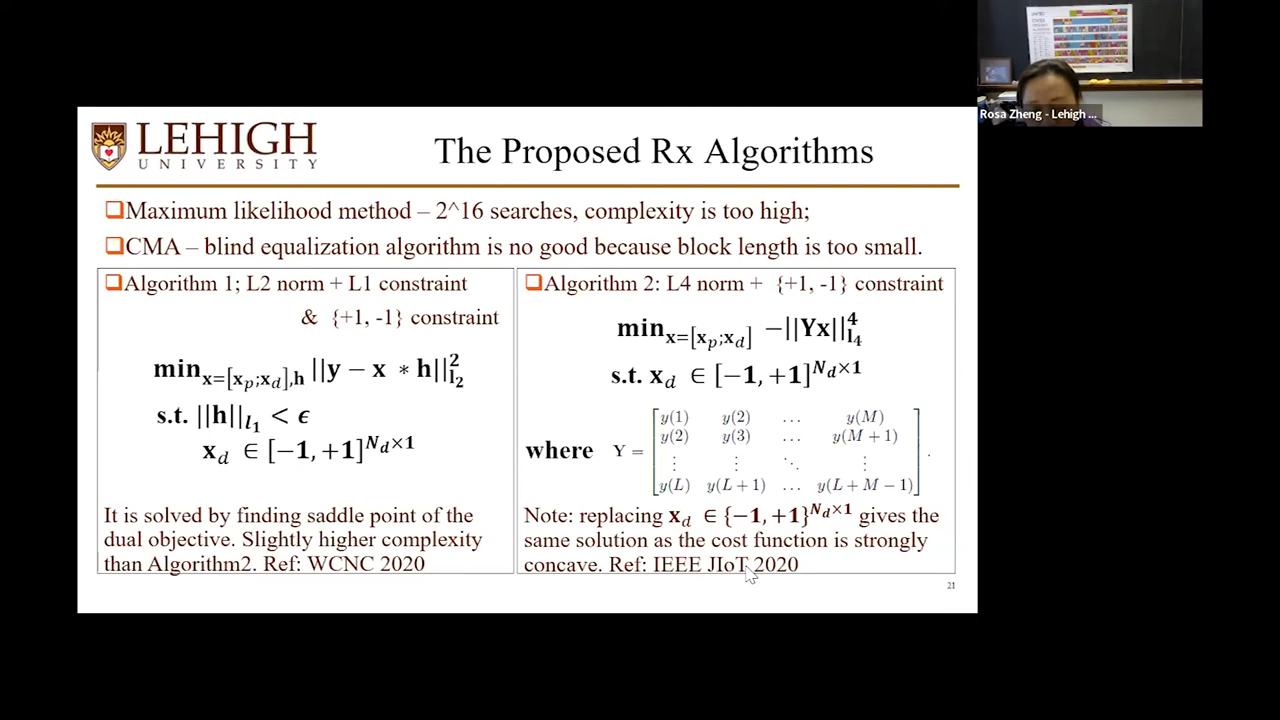 Rosa Zheng - Lehigh ...
LEHIGH
UNIVERSITY
The Proposed Rx Algorithms
❑Maximum likelihood method – 2^16 searches, complexity is too high;
❑CMA – blind equalization algorithm is no good because block length is too small.
❑Algorithm 1; L2 norm + L1 constraint
& {+1, -1} constraint
min_{x=[x_p;x_d],h} ||y − x ∗ h||_{l_2}^2
s.t. ||h||_{l_1} < ϵ
x_d ∈ [−1, +1]^{N_d×1}
It is solved by finding saddle point of the
dual objective. Slightly higher complexity
than Algorithm2. Ref: WCNC 2020
❑Algorithm 2: L4 norm + {+1, -1} constraint
min_{x=[x_p;x_d]} −||Yx||_{l_4}^4
s.t. x_d ∈ [−1, +1]^{N_d×1}
y(1) y(2) … y(M)
y(2) y(3) … y(M + 1)
where Y = ⋮ ⋮ ⋱ ⋮ .
y(L) y(L + 1) … y(L + M − 1)
Note: replacing x_d ∈ {−1, +1}^{N_d×1} gives the
same solution as the cost function is strongly
concave. Ref: IEEE JIoT 2020
21